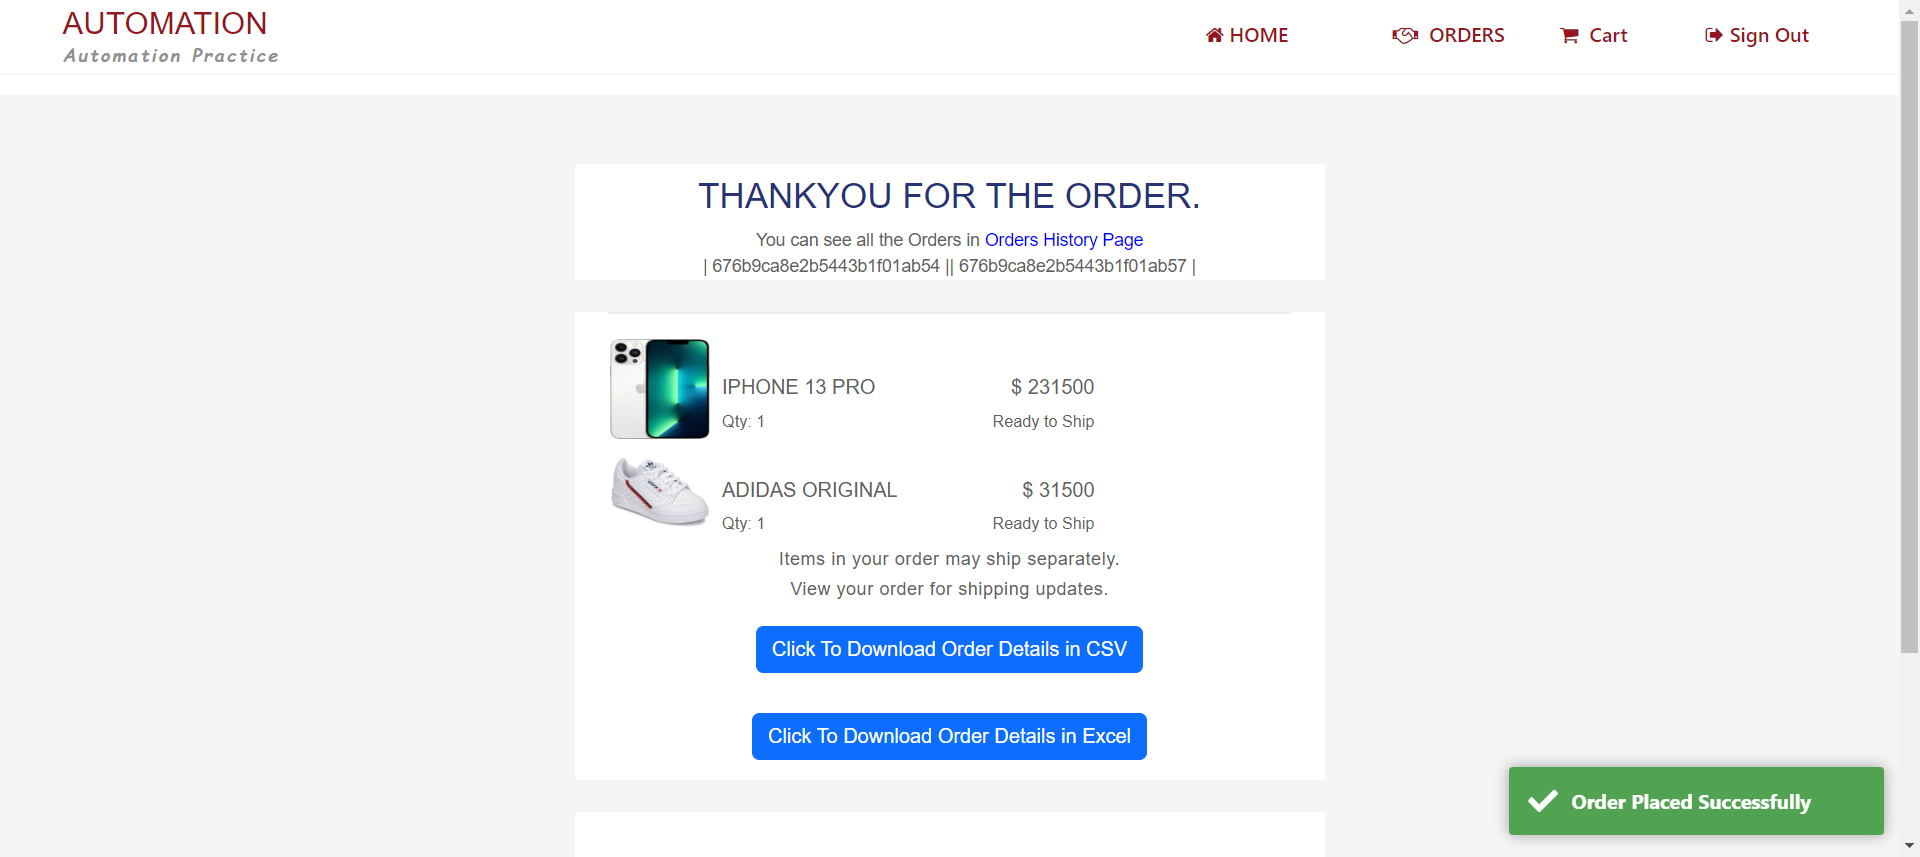 AUTOMATION
Automation Practice
HOME
ORDERS
Cart
Sign Out
THANKYOU FOR THE ORDER.
You can see all the Orders in Orders History Page
| 676b9ca8e2b5443b1f01ab54 || 676b9ca8e2b5443b1f01ab57 |
IPHONE 13 PRO
$ 231500
Qty: 1
Ready to Ship
ADIDAS ORIGINAL
$ 31500
Qty: 1
Ready to Ship
Items in your order may ship separately.
View your order for shipping updates.
Click To Download Order Details in CSV
Click To Download Order Details in Excel
Order Placed Successfully